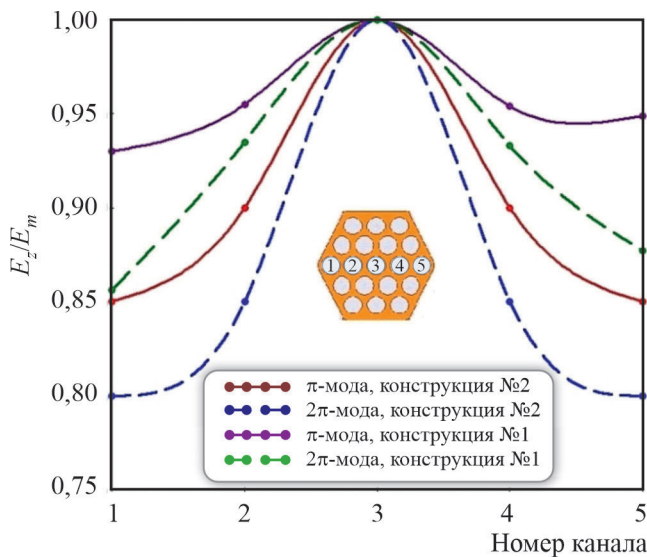 1,00
0,95
0,90
0,85
0,80
0,75
E_z/E_m
1 2 3 4 5
π-мода, конструкция №2
2π-мода, конструкция №2
π-мода, конструкция №1
2π-мода, конструкция №1
1 2 3 4 5
Номер канала